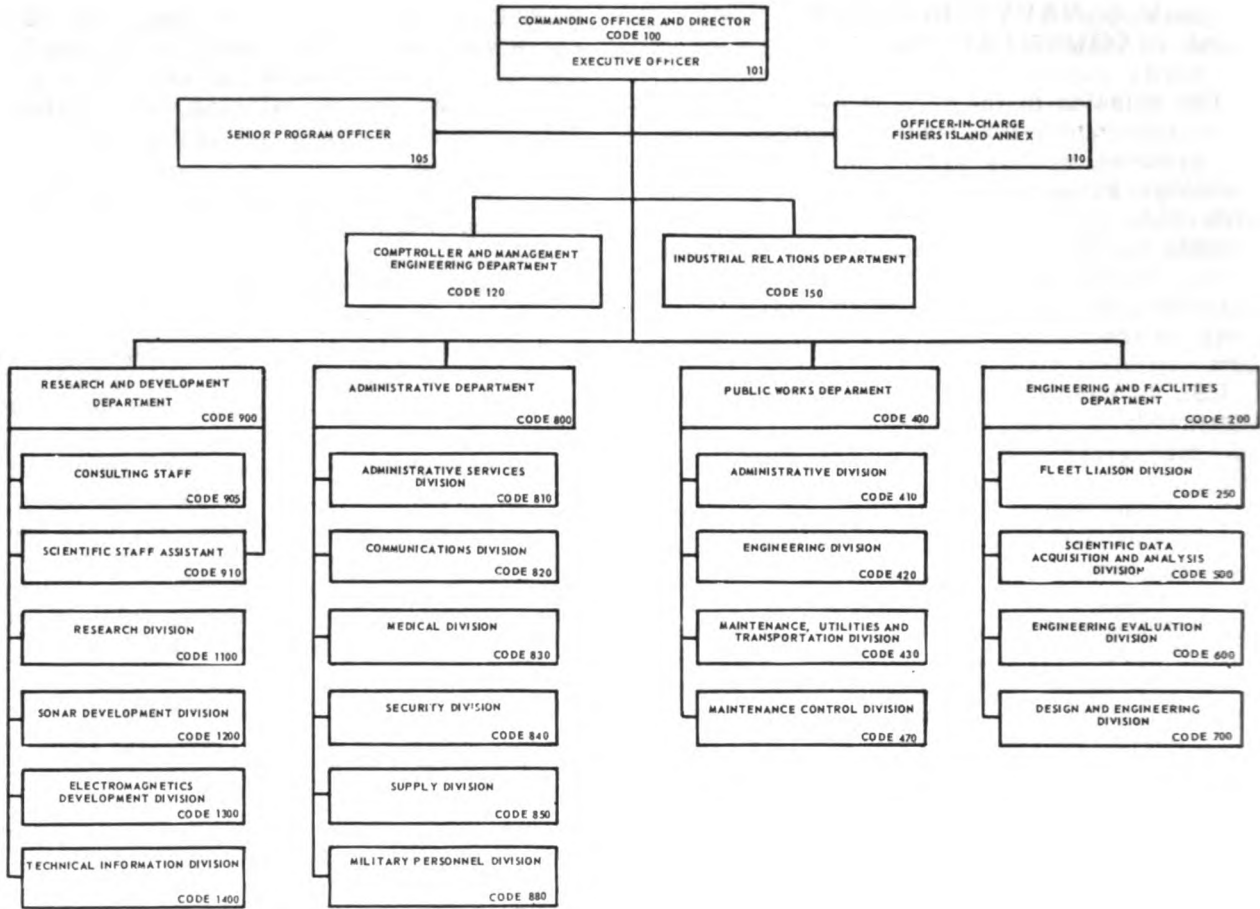 COMMANDING OFFICER AND DIRECTOR
CODE 100
EXECUTIVE OFFICER
101
SENIOR PROGRAM OFFICER
105
OFFICER-IN-CHARGE
FISHERS ISLAND ANNEX
110
COMPTROLLER AND MANAGEMENT
ENGINEERING DEPARTMENT
CODE 120
INDUSTRIAL RELATIONS DEPARTMENT
CODE 150
RESEARCH AND DEVELOPMENT
DEPARTMENT
CODE 900
CONSULTING STAFF
CODE 905
SCIENTIFIC STAFF ASSISTANT
CODE 910
RESEARCH DIVISION
CODE 1100
SONAR DEVELOPMENT DIVISION
CODE 1200
ELECTROMAGNETICS
DEVELOPMENT DIVISION
CODE 1300
TECHNICAL INFORMATION DIVISION
CODE 1400
ADMINISTRATIVE DEPARTMENT
CODE 800
ADMINISTRATIVE SERVICES
DIVISION
CODE 810
COMMUNICATIONS DIVISION
CODE 820
MEDICAL DIVISION
CODE 830
SECURITY DIVISION
CODE 840
SUPPLY DIVISION
CODE 850
MILITARY PERSONNEL DIVISION
CODE 880
PUBLIC WORKS DEPARMENT
CODE 400
ADMINISTRATIVE DIVISION
CODE 410
ENGINEERING DIVISION
CODE 420
MAINTENANCE, UTILITIES AND
TRANSPORTATION DIVISION
CODE 430
MAINTENANCE CONTROL DIVISION
CODE 470
ENGINEERING AND FACILITIES
DEPARTMENT
CODE 200
FLEET LIAISON DIVISION
CODE 250
SCIENTIFIC DATA
ACQUISITION AND ANALYSIS
DIVISION CODE 500
ENGINEERING EVALUATION
DIVISION
CODE 600
DESIGN AND ENGINEERING
DIVISION
CODE 700